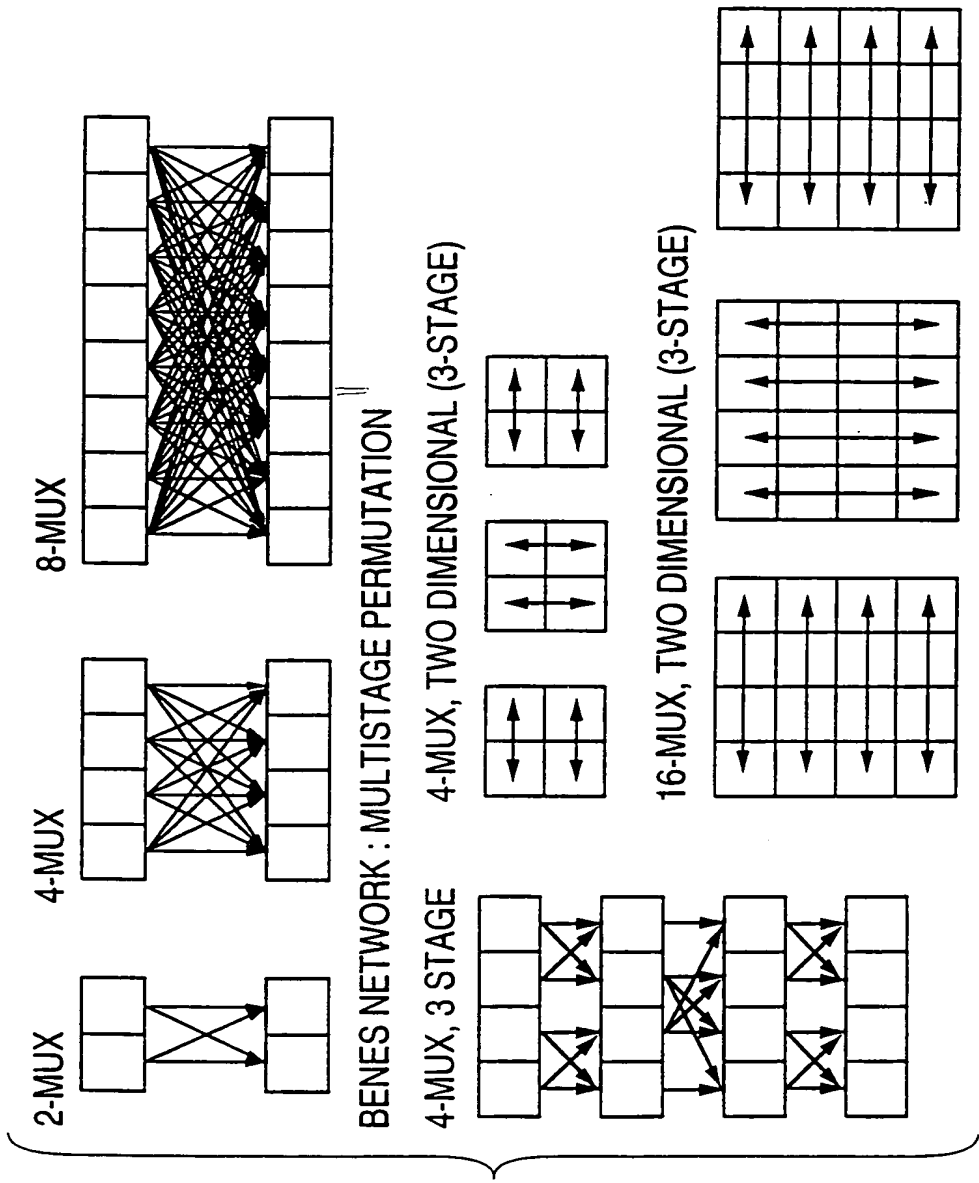 2-MUX
4-MUX
8-MUX
BENES NETWORK : MULTISTAGE PERMUTATION
4-MUX, 3 STAGE
4-MUX, TWO DIMENSIONAL (3-STAGE)
16-MUX, TWO DIMENSIONAL (3-STAGE)